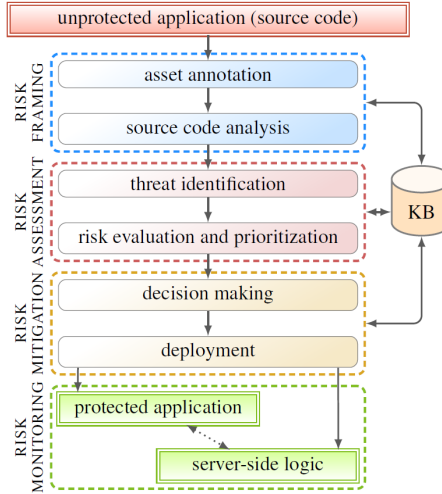 unprotected application (source code)
RISK
FRAMING
asset annotation
source code analysis
RISK
ASSESSMENT
threat identification
risk evaluation and prioritization
KB
RISK
MITIGATION
decision making
deployment
RISK
MONITORING
protected application
server-side logic